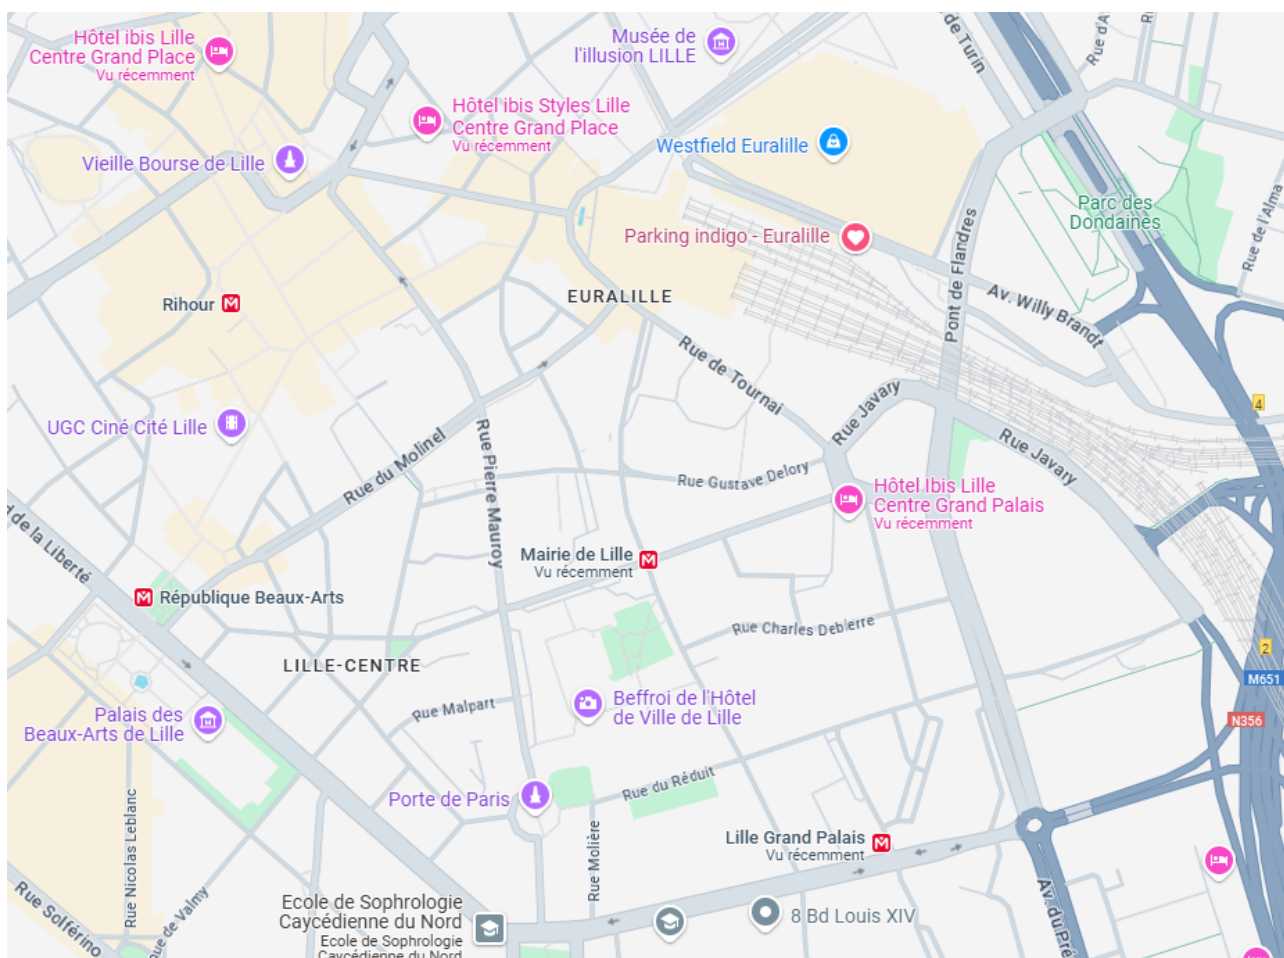 Hôtel ibis Lille
Centre Grand Place
Vu récemment
Musée de
l'illusion LILLE
de Turin
Rue d'A
Hôtel ibis Styles Lille
Centre Grand Place
Vu récemment
Westfield Euralille
Vieille Bourse de Lille
Parc des
Dondaines
Rue de l'Alma
Parking indigo - Euralille
Pont de Flandres
EURALILLE
Rihour
Av. Willy Brandt
Rue de Tournai
Rue Javary
4
UGC Ciné Cité Lille
Rue du Molinel
Rue Pierre Mauroy
Rue Javary
Rue Gustave Delory
Hôtel Ibis Lille
Centre Grand Palais
Vu récemment
d de la Liberté
Mairie de Lille
Vu récemment
République Beaux-Arts
Rue Charles Debierre
LILLE-CENTRE
2
M651
Rue Malpart
Beffroi de l'Hôtel
de Ville de Lille
Palais des
Beaux-Arts de Lille
N356
Rue du Réduit
Porte de Paris
Rue Nicolas Leblanc
Rue Molière
Lille Grand Palais
Vu récemment
Rue Solférino
Rue de Valmy
Ecole de Sophrologie
Caycédienne du Nord
Ecole de Sophrologie
Caycédienne du Nord
8 Bd Louis XIV
Av. du Pré